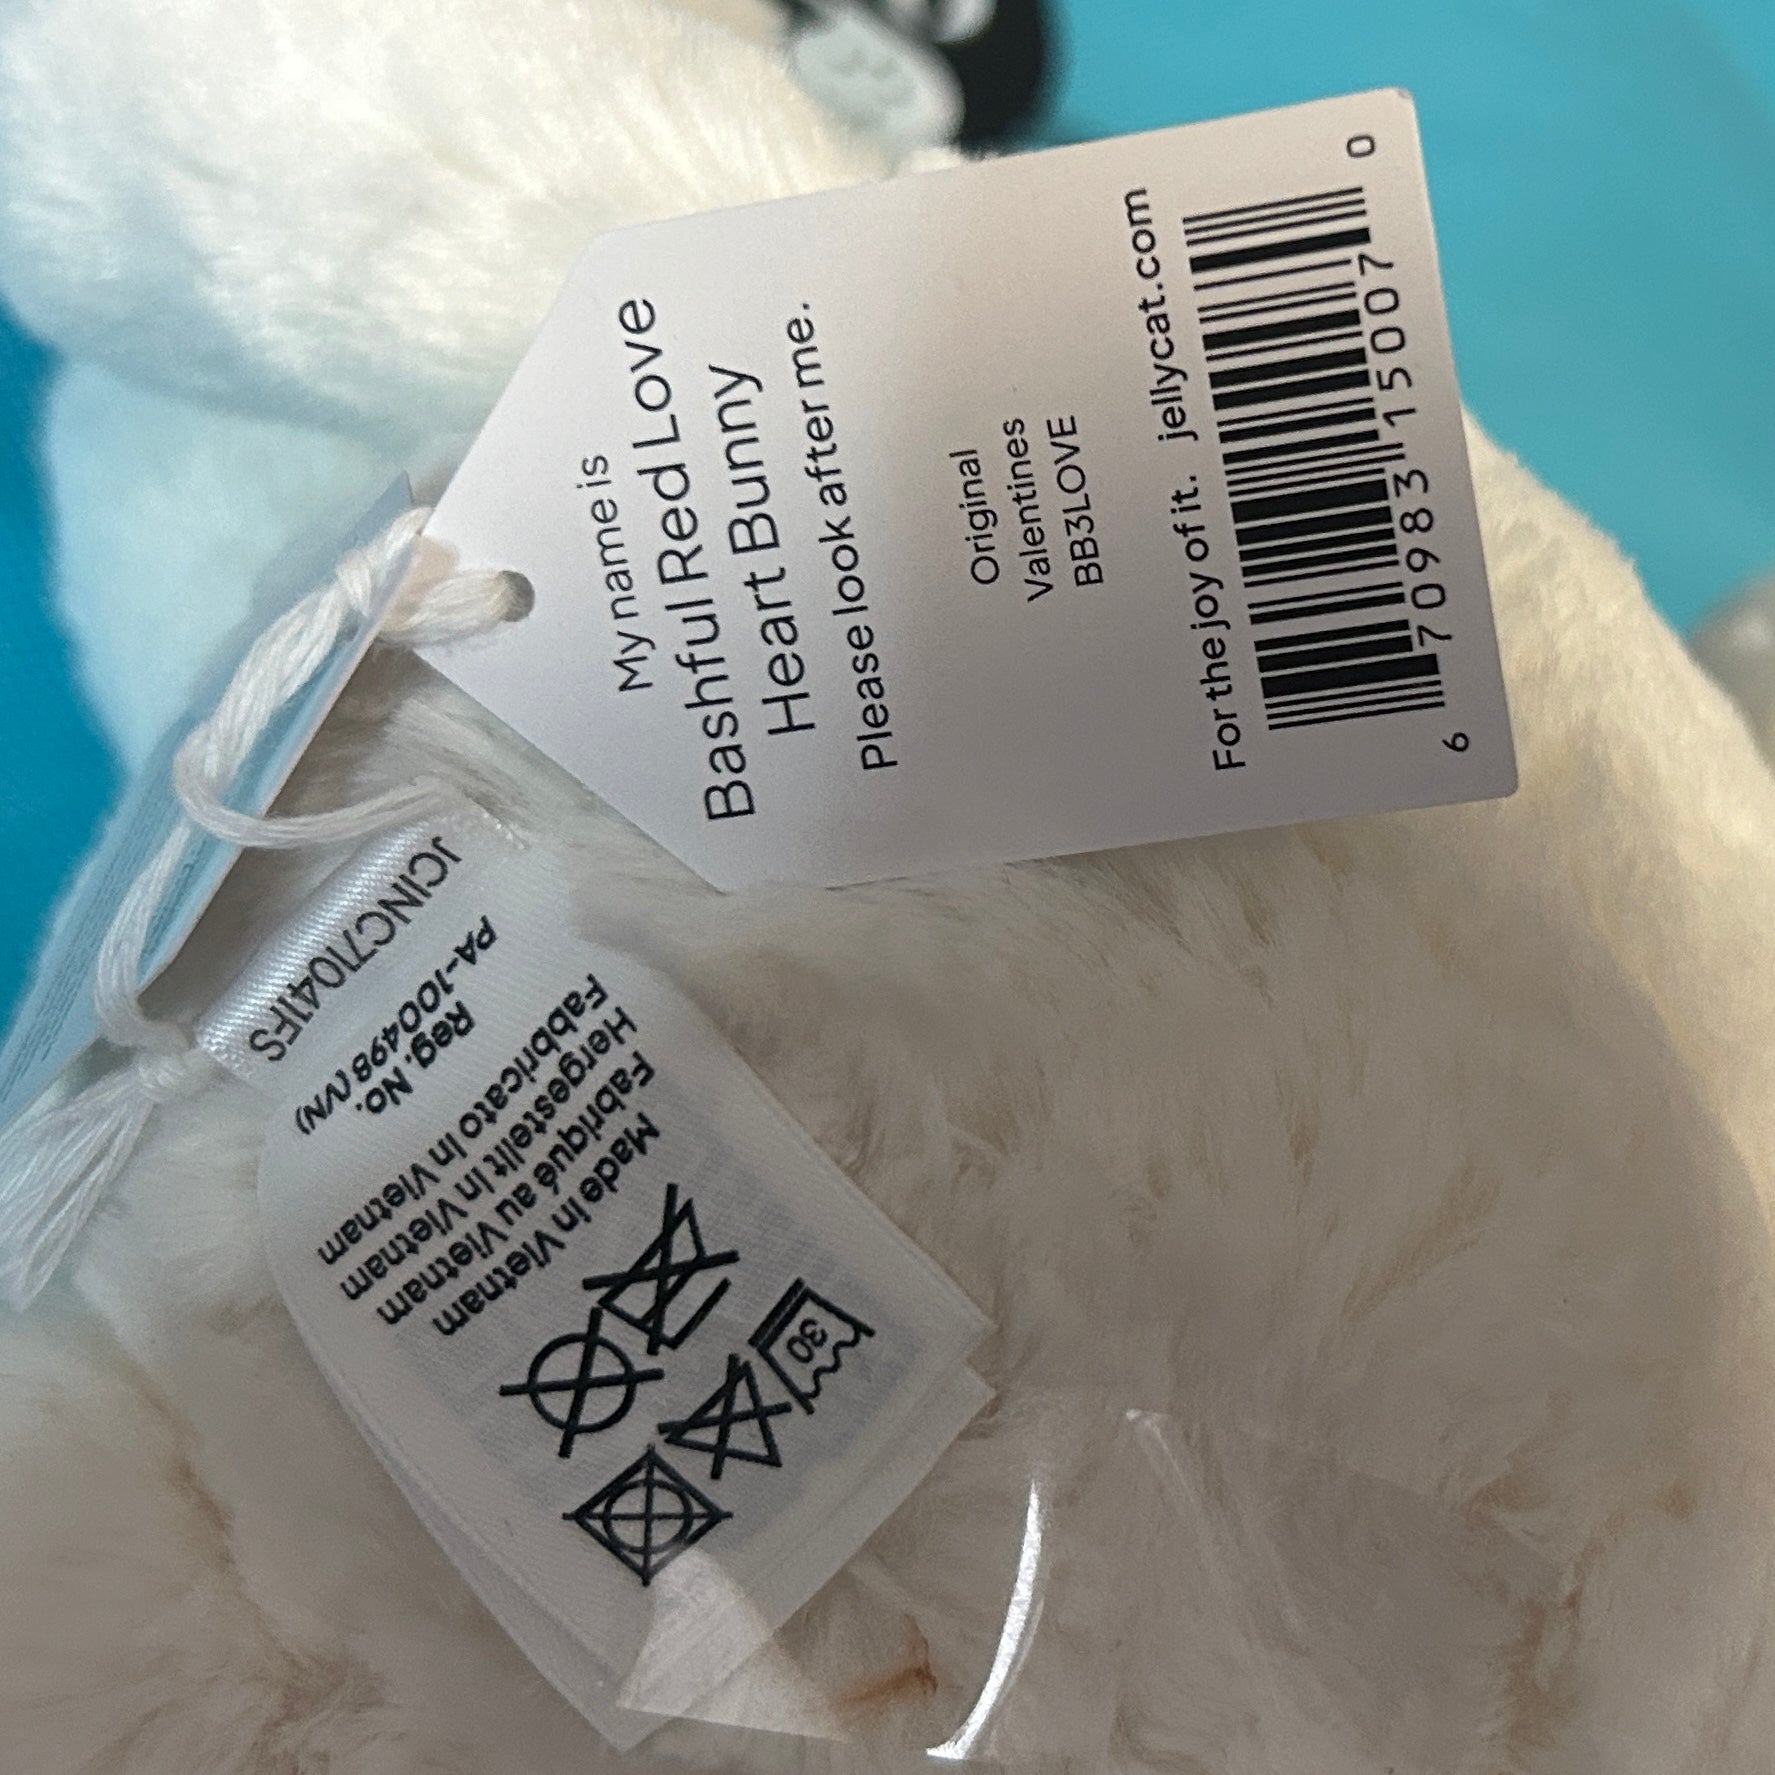 My name is
Bashful Red Love
Heart Bunny
Please look after me.
Original
Valentines
BB3LOVE
For the joy of it. jellycat.com
6 70983 15007 0
JCINC71041FS
PA-100498 (VN)
Reg. No.
Fabbricato in Vietnam
Hergestellt in Vietnam
Fabriqué au Vietnam
Made in Vietnam
30